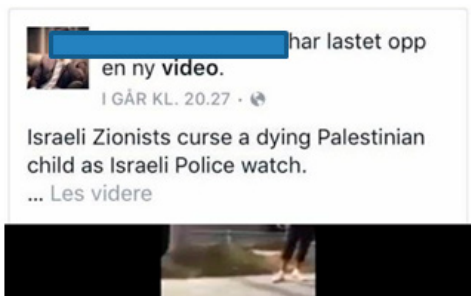 har lastet opp
en ny video.
I GÅR KL. 20.27 ·
Israeli Zionists curse a dying Palestinian
child as Israeli Police watch.
... Les videre